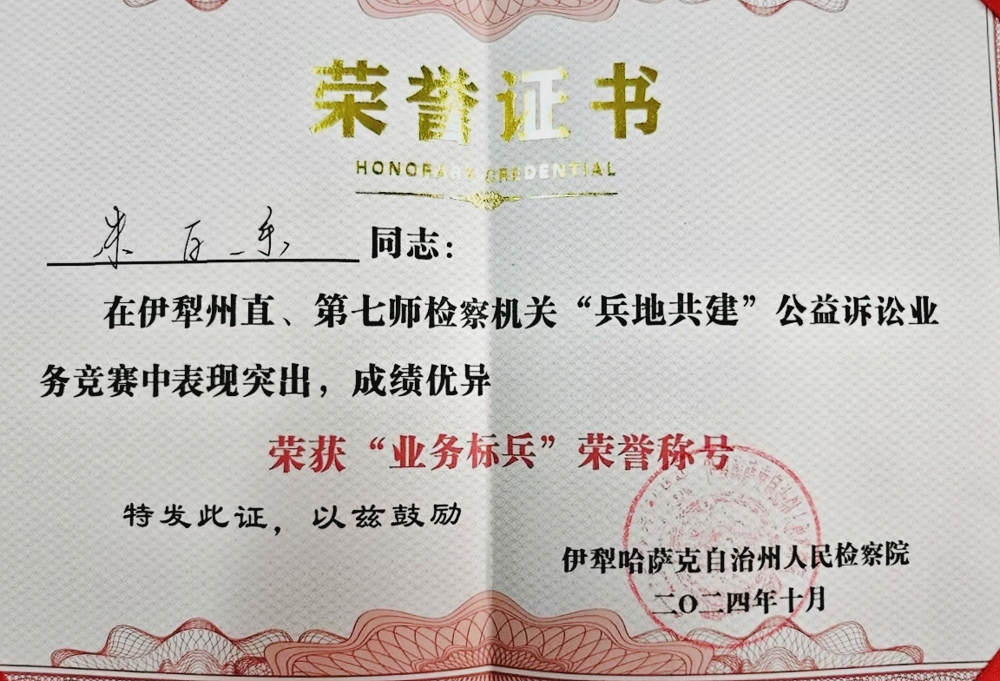 荣誉证书
HONORARY CREDENTIAL
同志：
在伊犁州直、第七师检察机关“兵地共建”公益诉讼业
务竞赛中表现突出，成绩优异
荣获“业务标兵”荣誉称号
特发此证，以兹鼓励
伊犁哈萨克自治州人民检察院
二〇二四年十月